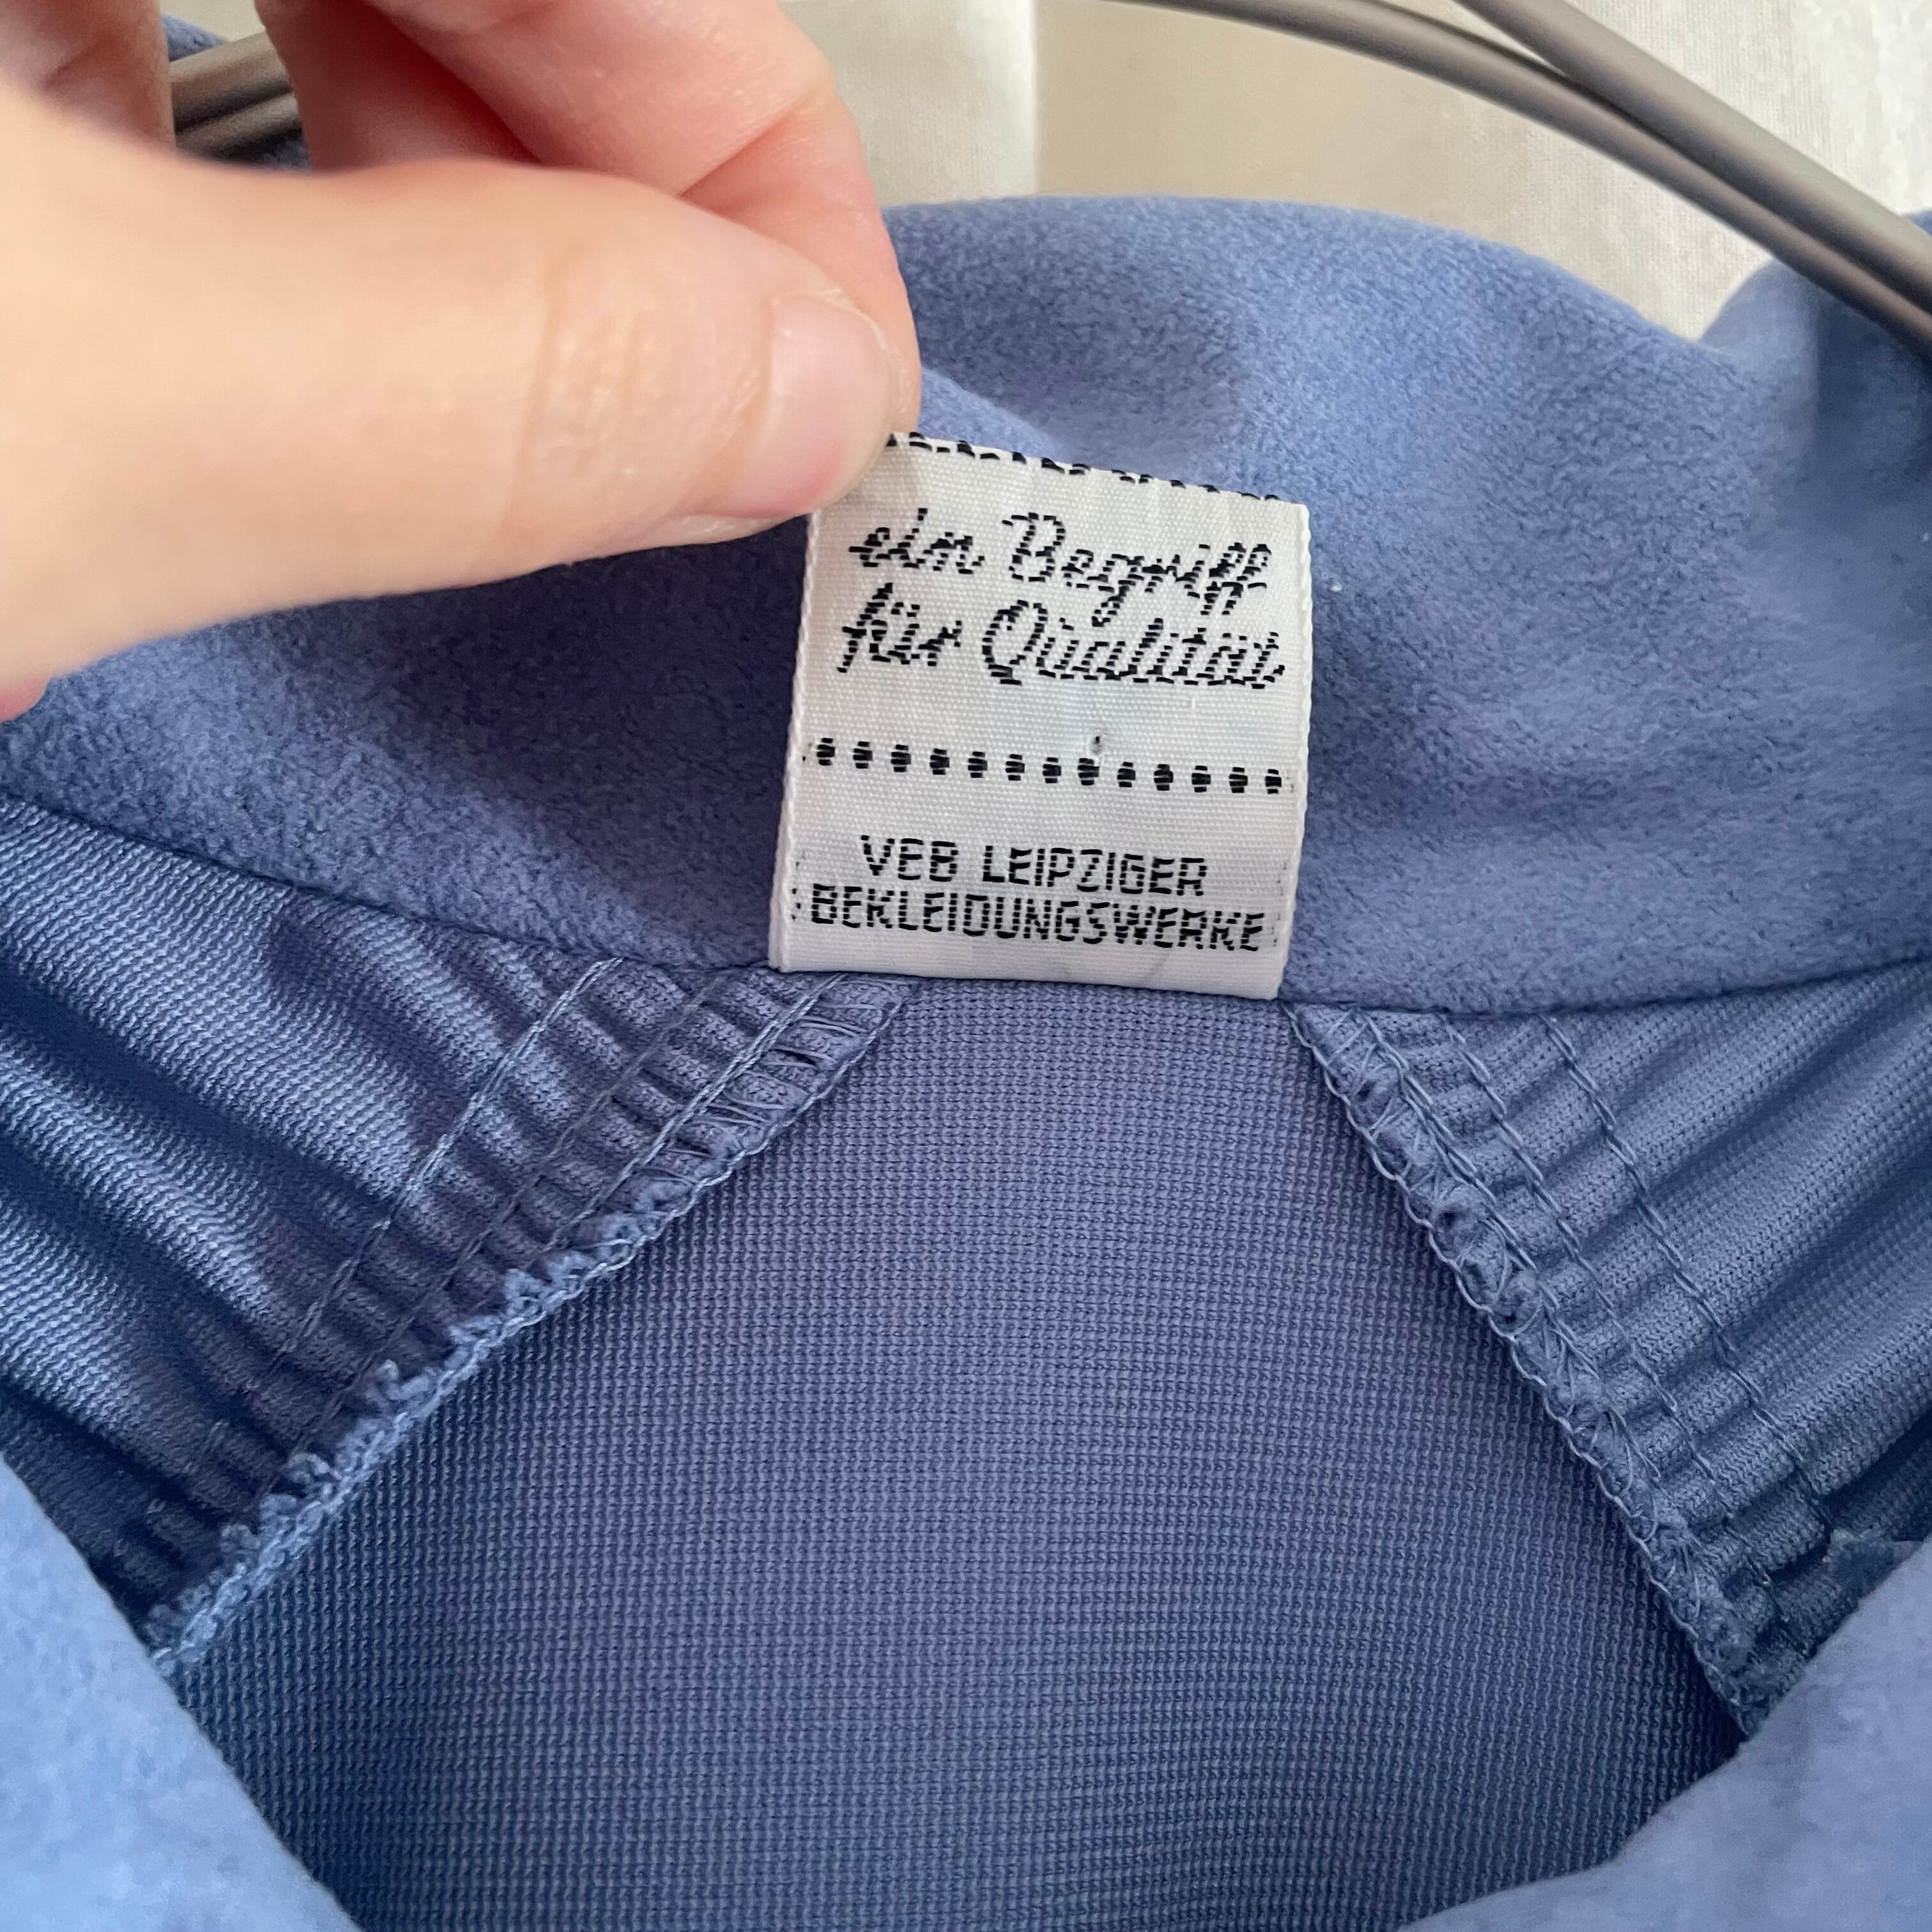 ein Begriff
für Qualität
VEB LEIPZIGER
BEKLEIDUNGSWERKE